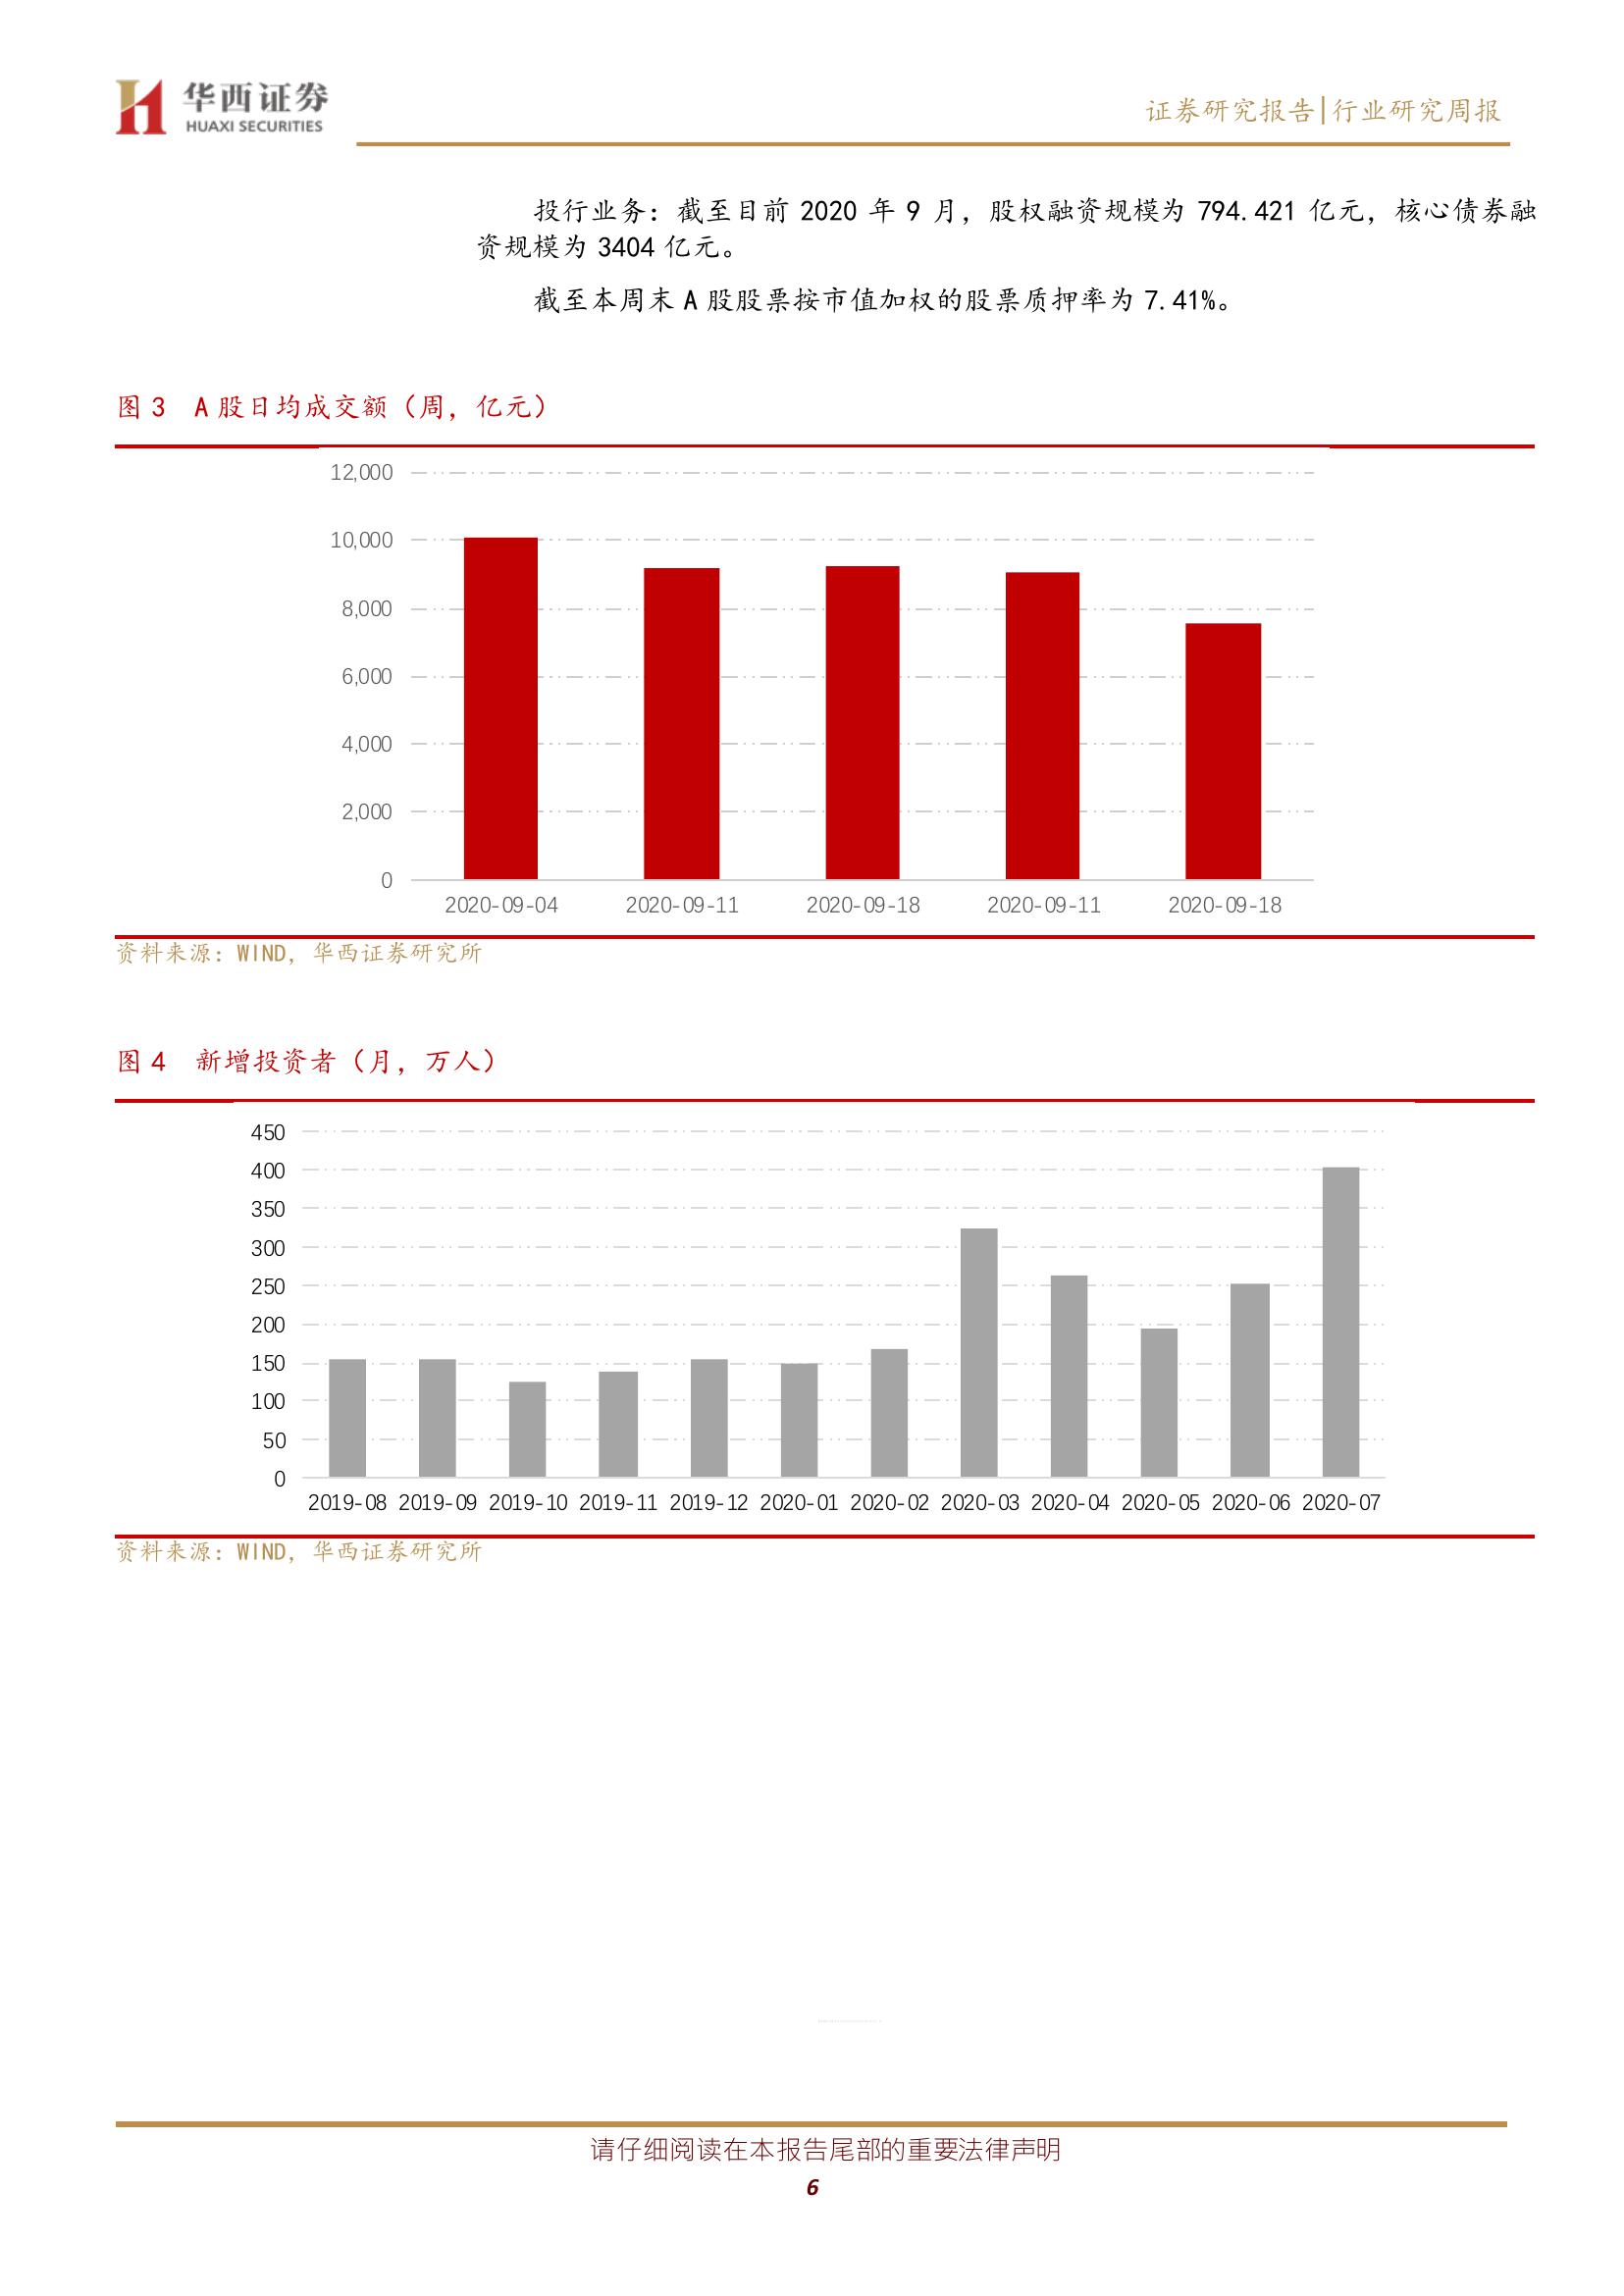 华西证券
HUAXI SECURITIES
证券研究报告|行业研究周报
投行业务：截至目前 2020 年 9 月，股权融资规模为 794.421 亿元，核心债券融
资规模为 3404 亿元。
截至本周末 A 股股票按市值加权的股票质押率为 7.41%。
图 3 A 股日均成交额（周，亿元）
12,000
10,000
8,000
6,000
4,000
2,000
0
2020-09-04 2020-09-11 2020-09-18 2020-09-11 2020-09-18
资料来源：WIND，华西证券研究所
图 4 新增投资者（月，万人）
450
400
350
300
250
200
150
100
50
0
2019-08 2019-09 2019-10 2019-11 2019-12 2020-01 2020-02 2020-03 2020-04 2020-05 2020-06 2020-07
资料来源：WIND，华西证券研究所
请仔细阅读在本报告尾部的重要法律声明
6